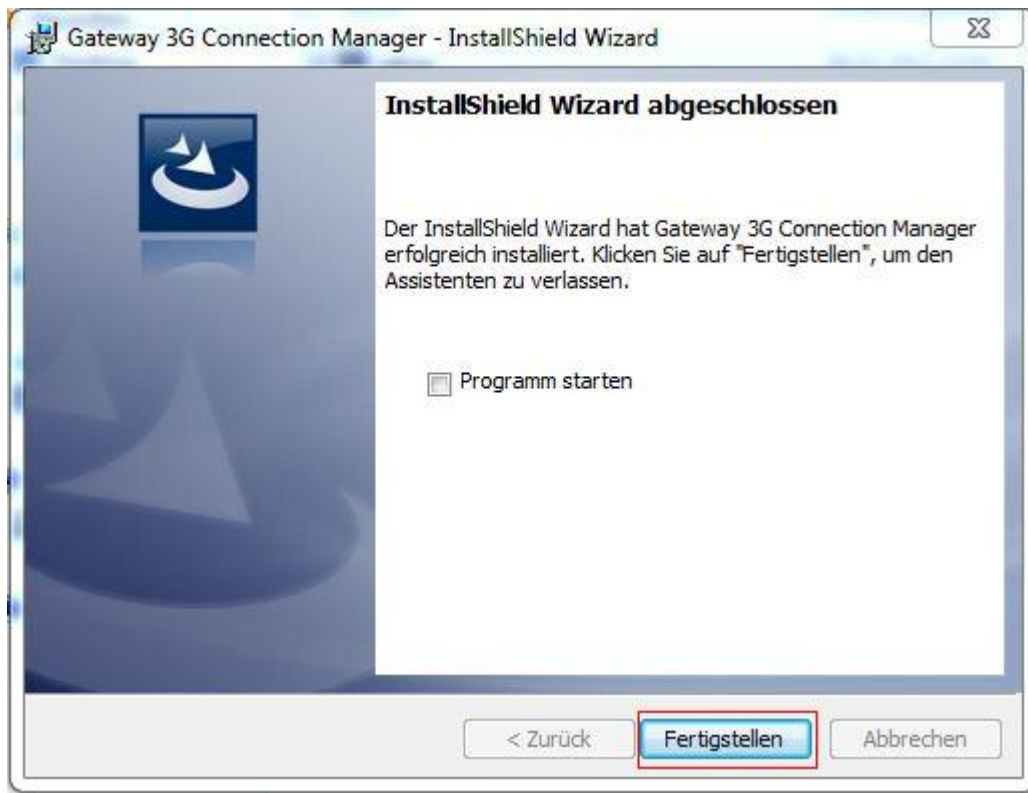 Gateway 3G Connection Manager - InstallShield Wizard
InstallShield Wizard abgeschlossen
Der InstallShield Wizard hat Gateway 3G Connection Manager
erfolgreich installiert. Klicken Sie auf "Fertigstellen", um den
Assistenten zu verlassen.
Programm starten
< Zurück
Fertigstellen
Abbrechen